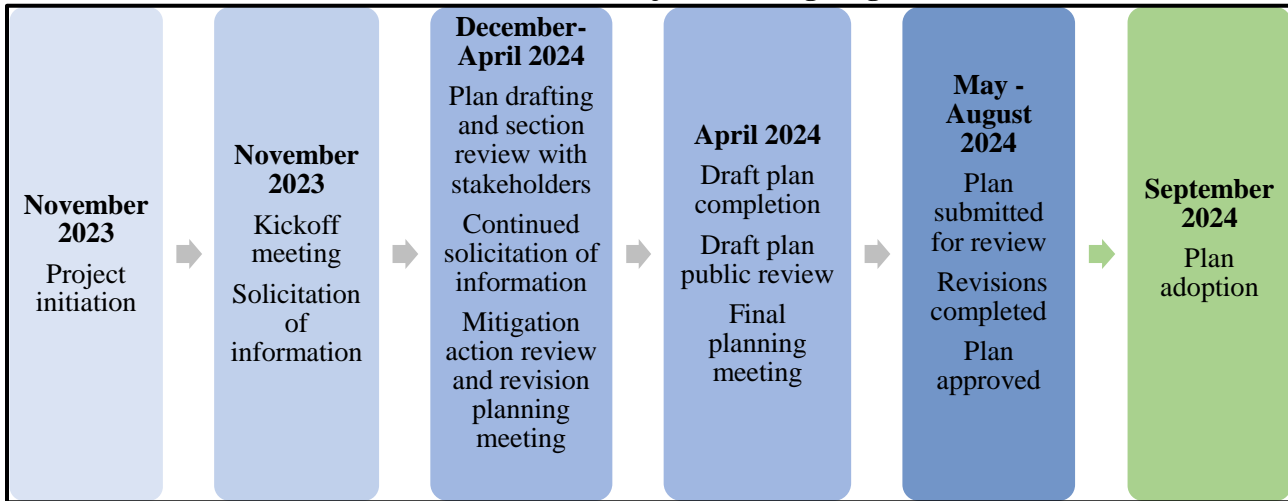 November
2023
Project
initiation
November
2023
Kickoff
meeting
Solicitation
of
information
December-
April 2024
Plan drafting
and section
review with
stakeholders
Continued
solicitation of
information
Mitigation
action review
and revision
planning
meeting
April 2024
Draft plan
completion
Draft plan
public review
Final
planning
meeting
May -
August
2024
Plan
submitted
for review
Revisions
completed
Plan
approved
September
2024
Plan
adoption